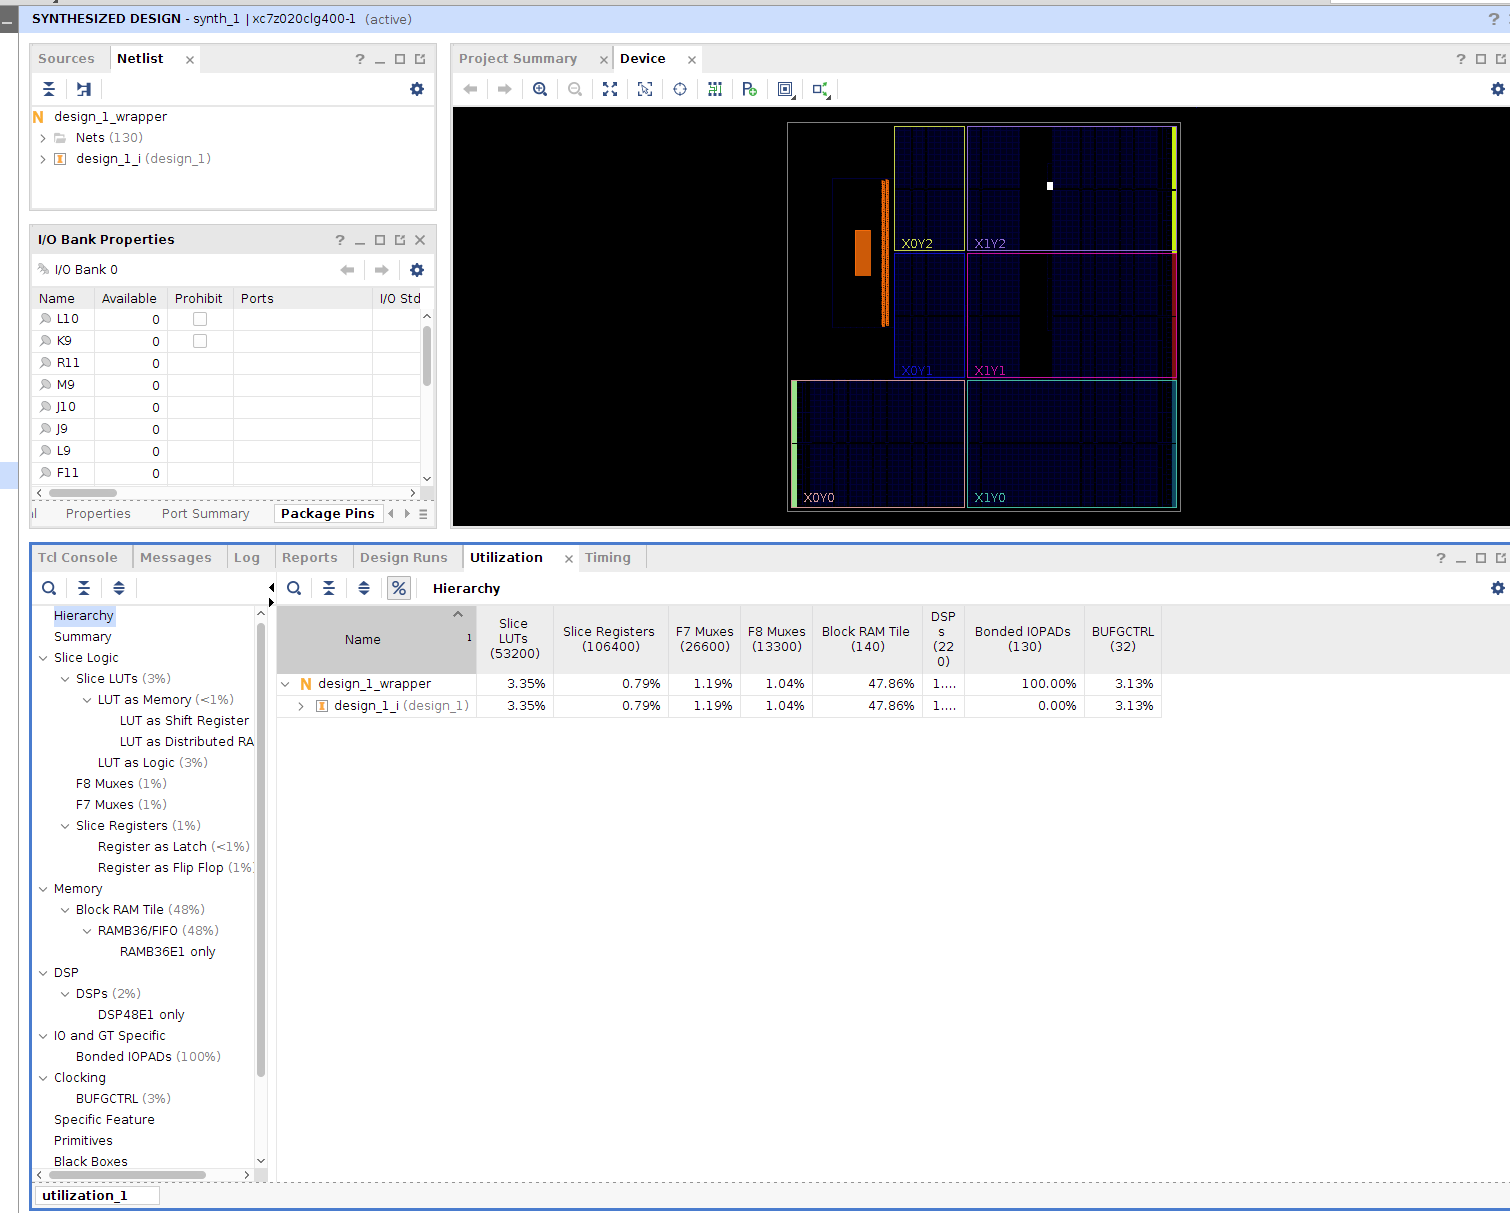 SYNTHESIZED DESIGN - synth_1 | xc7z020clg400-1 (active)
?
Sources
Netlist
?
design_1_wrapper
Nets (130)
design_1_i (design_1)
I/O Bank Properties
?
I/O Bank 0
Name Available Prohibit Ports I/O Std
L10 0
K9 0
R11 0
M9 0
J10 0
J9 0
L9 0
F11 0
Properties Port Summary Package Pins
Project Summary
Device
?
X0Y2
X1Y2
X0Y1
X1Y1
X0Y0
X1Y0
Tcl Console Messages Log Reports Design Runs Utilization Timing
?
Hierarchy
Summary
Slice Logic
Slice LUTs (3%)
LUT as Memory (<1%)
LUT as Shift Register
LUT as Distributed RA
LUT as Logic (3%)
F8 Muxes (1%)
F7 Muxes (1%)
Slice Registers (1%)
Register as Latch (<1%)
Register as Flip Flop (1%)
Memory
Block RAM Tile (48%)
RAMB36/FIFO (48%)
RAMB36E1 only
DSP
DSPs (2%)
DSP48E1 only
IO and GT Specific
Bonded IOPADs (100%)
Clocking
BUFGCTRL (3%)
Specific Feature
Primitives
Black Boxes
% Hierarchy
Name 1
Slice
LUTs
(53200)
Slice Registers
(106400)
F7 Muxes
(26600)
F8 Muxes
(13300)
Block RAM Tile
(140)
DSP
s
(22
0)
Bonded IOPADs
(130)
BUFGCTRL
(32)
design_1_wrapper 3.35% 0.79% 1.19% 1.04% 47.86% 1.... 100.00% 3.13%
design_1_i (design_1) 3.35% 0.79% 1.19% 1.04% 47.86% 1.... 0.00% 3.13%
utilization_1